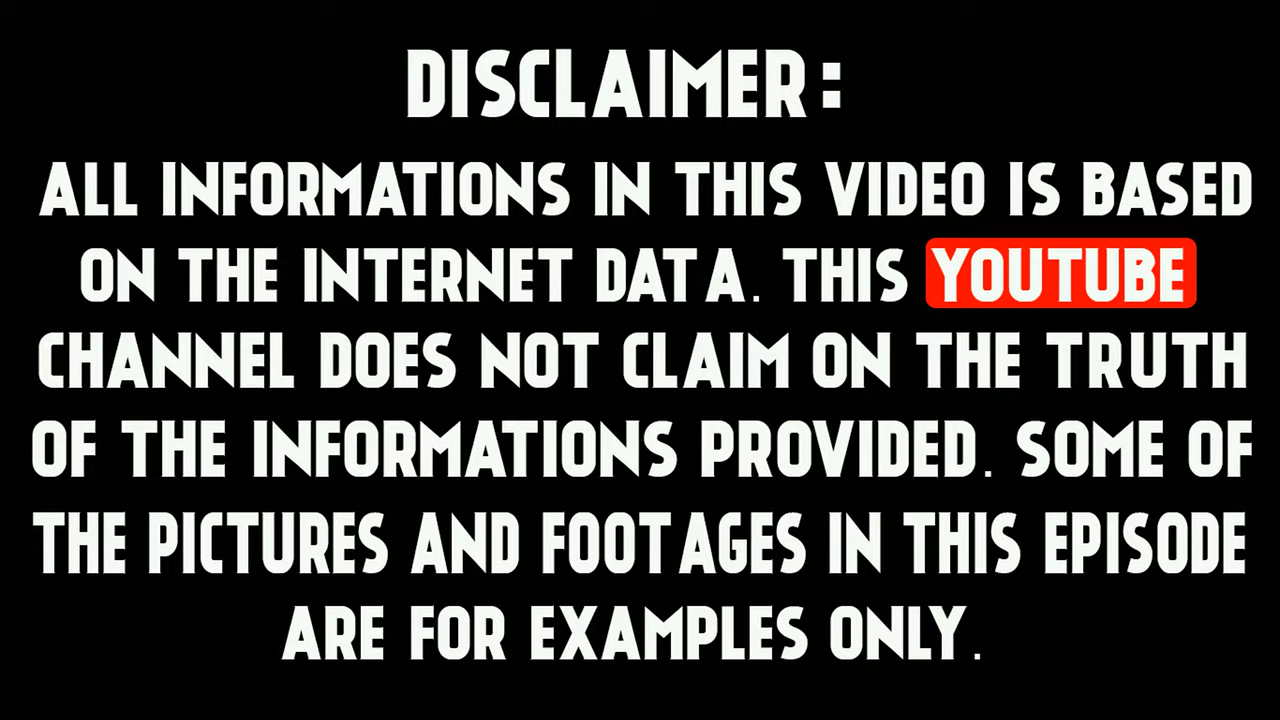 DISCLAIMER:
ALL INFORMATIONS IN THIS VIDEO IS BASED
ON THE INTERNET DATA. THIS YOUTUBE
CHANNEL DOES NOT CLAIM ON THE TRUTH
OF THE INFORMATIONS PROVIDED. SOME OF
THE PICTURES AND FOOTAGES IN THIS EPISODE
ARE FOR EXAMPLES ONLY.